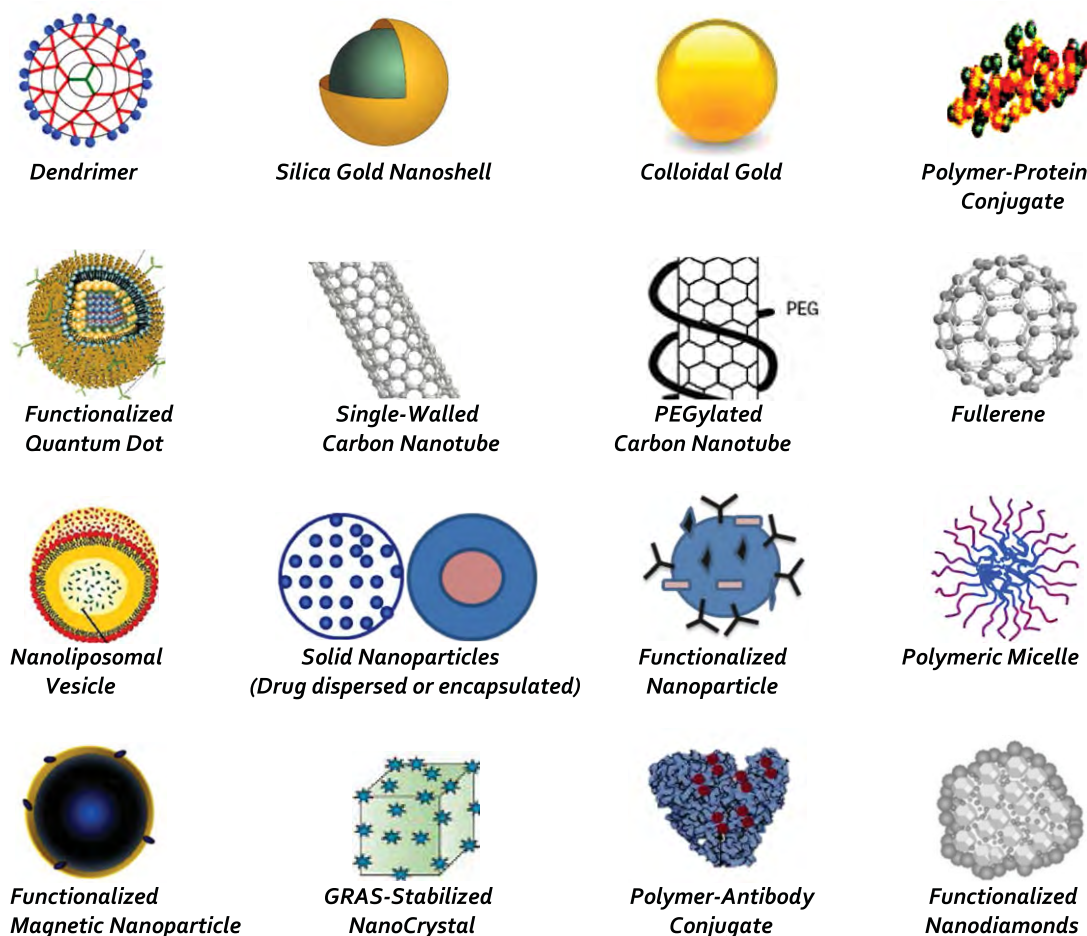 Dendrimer
Silica Gold Nanoshell
Colloidal Gold
Polymer-Protein
Conjugate
PEG
Functionalized
Quantum Dot
Single-Walled
Carbon Nanotube
PEGylated
Carbon Nanotube
Fullerene
Nanoliposomal
Vesicle
Solid Nanoparticles
(Drug dispersed or encapsulated)
Functionalized
Nanoparticle
Polymeric Micelle
Functionalized
Magnetic Nanoparticle
GRAS-Stabilized
NanoCrystal
Polymer-Antibody
Conjugate
Functionalized
Nanodiamonds